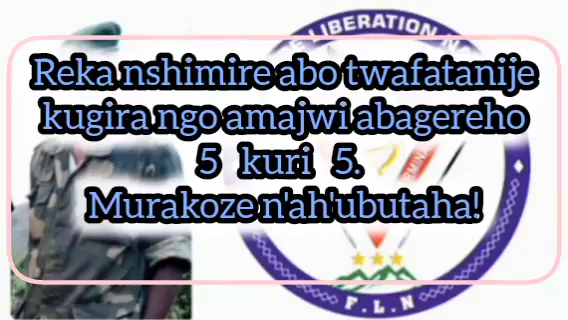 E LIBERATION N
Reka nshimire abo twafatanije
kugira ngo amajwi abagereho
5 kuri 5.
Murakoze n'ah'ubutaha!
F.L.N